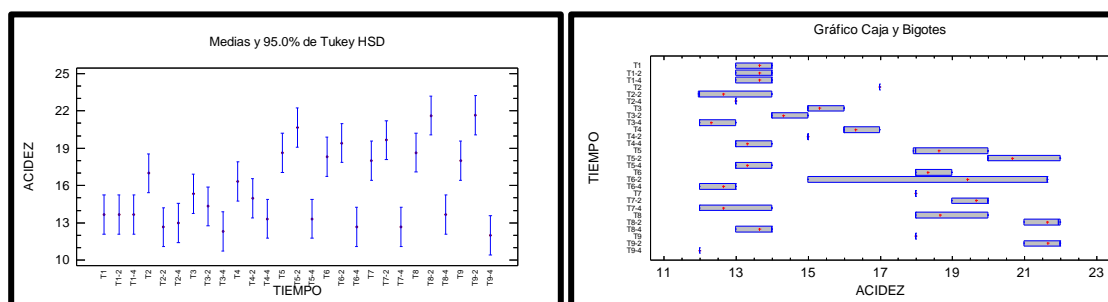 Medias y 95.0% de Tukey HSD
ACIDEZ
25
22
19
16
13
10
T1
T1-2
T1-4
T2
T2-2
T2-4
T3
T3-2
T3-4
T4
T4-2
T4-4
T5
T5-2
T5-4
T6
T6-2
T6-4
T7
T7-2
T7-4
T8
T8-2
T8-4
T9
T9-2
T9-4
TIEMPO
Gráfico Caja y Bigotes
TIEMPO
T1
T1-2
T1-4
T2
T2-2
T2-4
T3
T3-2
T3-4
T4
T4-2
T4-4
T5
T5-2
T5-4
T6
T6-2
T6-4
T7
T7-2
T7-4
T8
T8-2
T8-4
T9
T9-2
T9-4
11 13 15 17 19 21 23
ACIDEZ